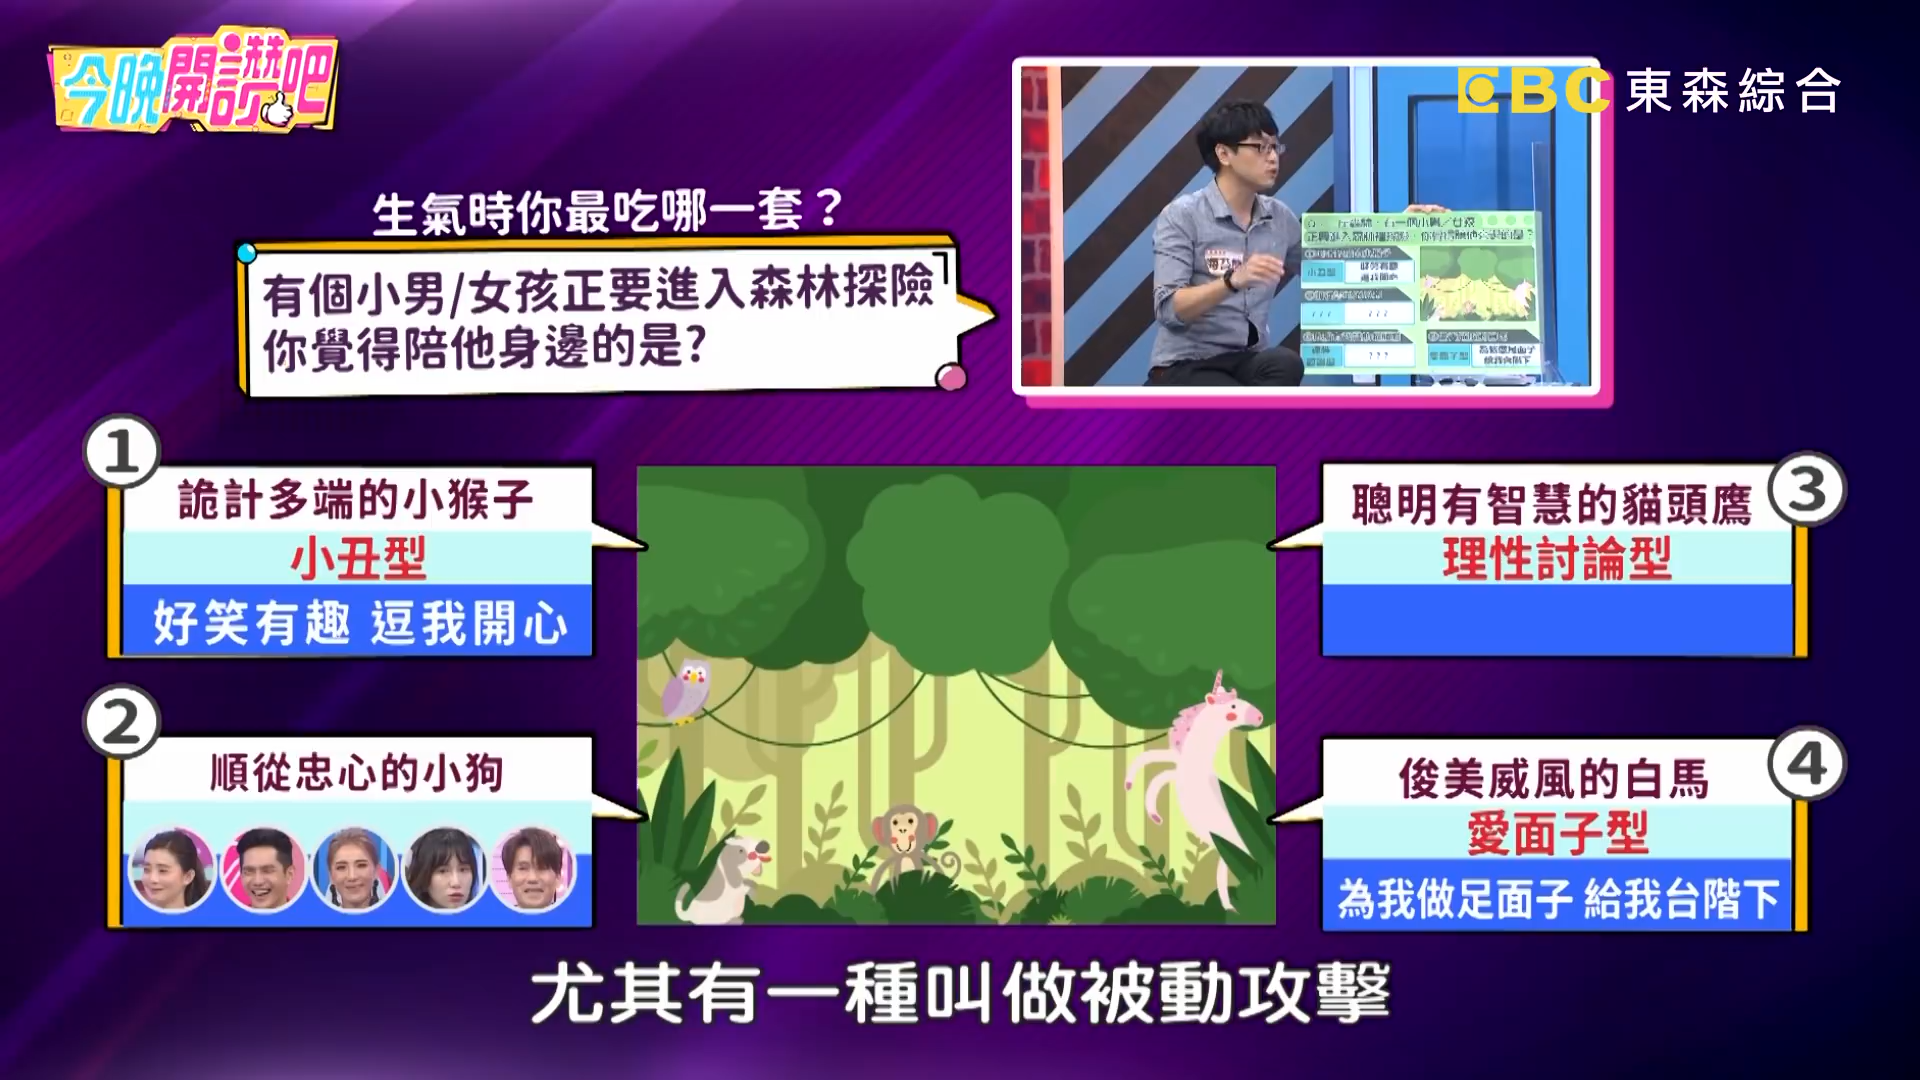 今晚開讚吧
EBC 東森綜合
生氣時你最吃哪一套？
有個小男/女孩正要進入森林探險
你覺得陪他身邊的是?
1
詭計多端的小猴子
小丑型
好笑有趣 逗我開心
2
順從忠心的小狗
3
聰明有智慧的貓頭鷹
理性討論型
4
俊美威風的白馬
愛面子型
為我做足面子 給我台階下
尤其有一種叫做被動攻擊